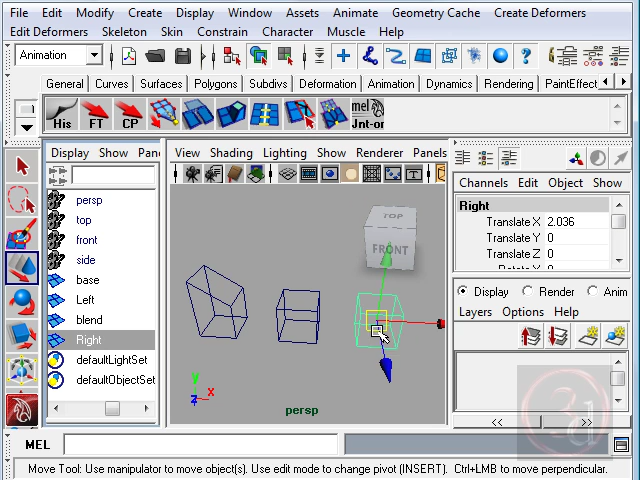 File Edit Modify Create Display Window Assets Animate Geometry Cache Create Deformers
Edit Deformers Skeleton Skin Constrain Character Muscle Help
Animation
General Curves Surfaces Polygons Subdivs Deformation Animation Dynamics Rendering PaintEffect
His FT CP mel Jnt-or
Display Show Pane
View Shading Lighting Show Renderer Panels
persp
top
front
side
base
Left
blend
Right
defaultLightSet
defaultObjectSet
TOP
FRONT
y
x
z
persp
Channels Edit Object Show
Right
Translate X 2.036
Translate Y 0
Translate Z 0
Display Render Anim
Layers Options Help
<< >>
3d
MEL
Move Tool: Use manipulator to move object(s). Use edit mode to change pivot (INSERT). Ctrl+LMB to move perpendicular.